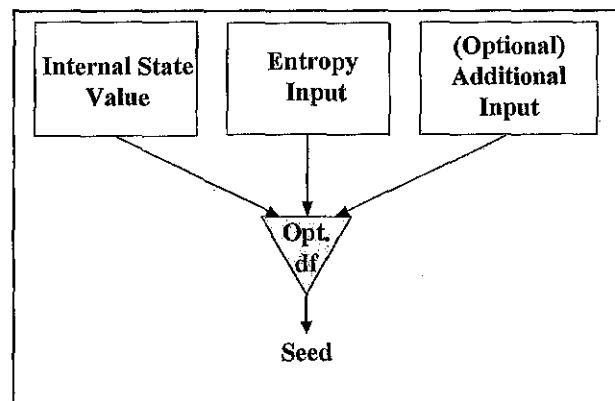 Internal State
Value
Entropy
Input
(Optional)
Additional
Input
Opt.
df
Seed